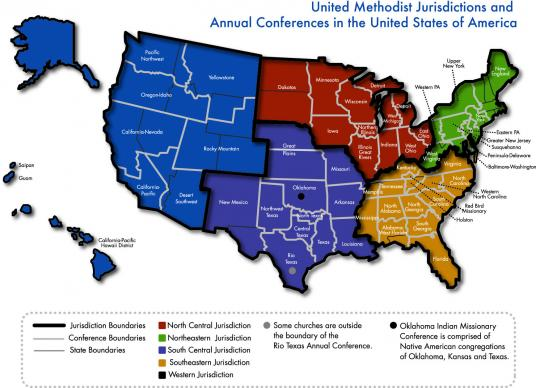 United Methodist Jurisdictions and
Annual Conferences in the United States of America
Pacific
Northwest
Yellowstone
Oregon-Idaho
California-Nevada
Rocky Mountain
California-
Pacific
Desert
Southwest
Saipan
Guam
California-Pacific
Hawaii District
Dakotas
Minnesota
Wisconsin
Detroit
Detroit
West
Michigan
Iowa
Northern
Illinois
Illinois
Great
Rivers
Indiana
East
Ohio
West
Ohio
Upper
New York
New
England
Western PA
Eastern PA
Greater New Jersey
Susquehanna
Peninsula-Delaware
Baltimore-Washington
West
Virginia
Great
Plains
Missouri
Oklahoma
Arkansas
New Mexico
Northwest
Texas
North Texas
Central
Texas
Texas
Louisiana
Rio
Texas
Kentucky
Virginia
Memphis
Tennessee
North
Carolina
Western
North Carolina
Red Bird
Missionary
Holston
South
Carolina
Mississippi
North
Alabama
North
Georgia
Alabama
West Florida
South
Georgia
Florida
Jurisdiction Boundaries
Conference Boundaries
State Boundaries
North Central Jurisdiction
Northeastern Jurisdiction
South Central Jurisdiction
Southeastern Jurisdiction
Western Jurisdiction
Some churches are outside
the boundary of the
Rio Texas Annual Conference.
Oklahoma Indian Missionary
Conference is comprised of
Native American congregations
of Oklahoma, Kansas and Texas.